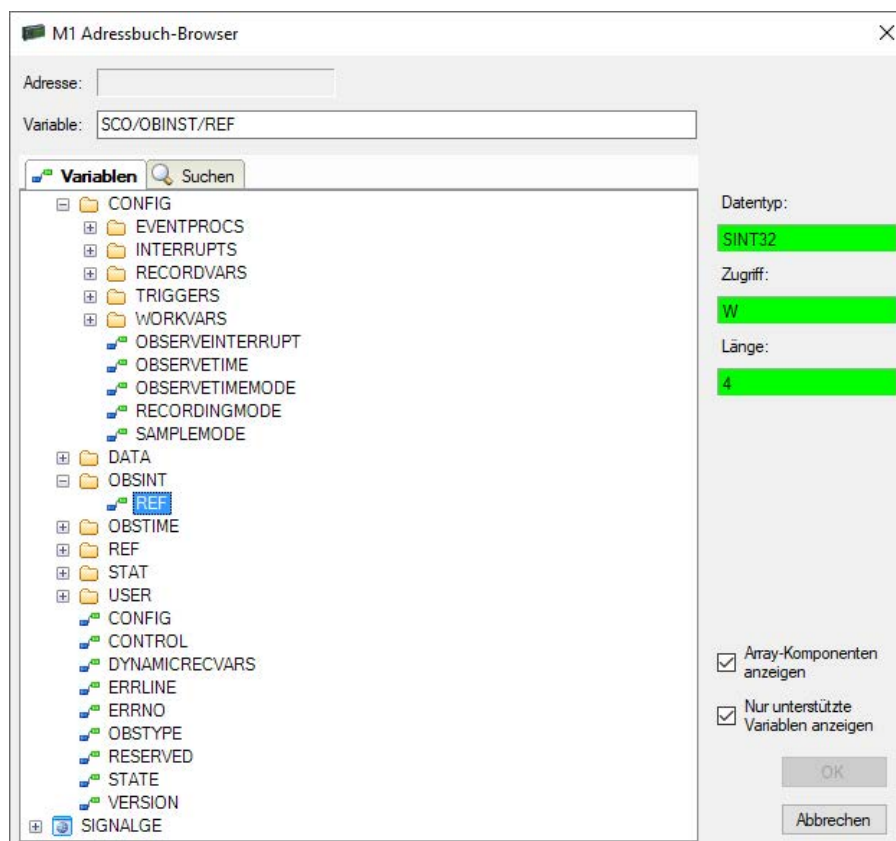 M1 Adressbuch-Browser
Adresse:
Variable: SCO/OBINST/REF
Variablen Suchen
CONFIG
EVENTPROCS
INTERRUPTS
RECORDVARS
TRIGGERS
WORKVARS
OBSERVEINTERRUPT
OBSERVETIME
OBSERVETIMEMODE
RECORDINGMODE
SAMPLEMODE
DATA
OBSINT
REF
OBSTIME
REF
STAT
USER
CONFIG
CONTROL
DYNAMICRECVARS
ERRLINE
ERRNO
OBSTYPE
RESERVED
STATE
VERSION
SIGNALGE
Datentyp:
SINT32
Zugriff:
W
Länge:
4
Array-Komponenten
anzeigen
Nur unterstützte
Variablen anzeigen
OK
Abbrechen